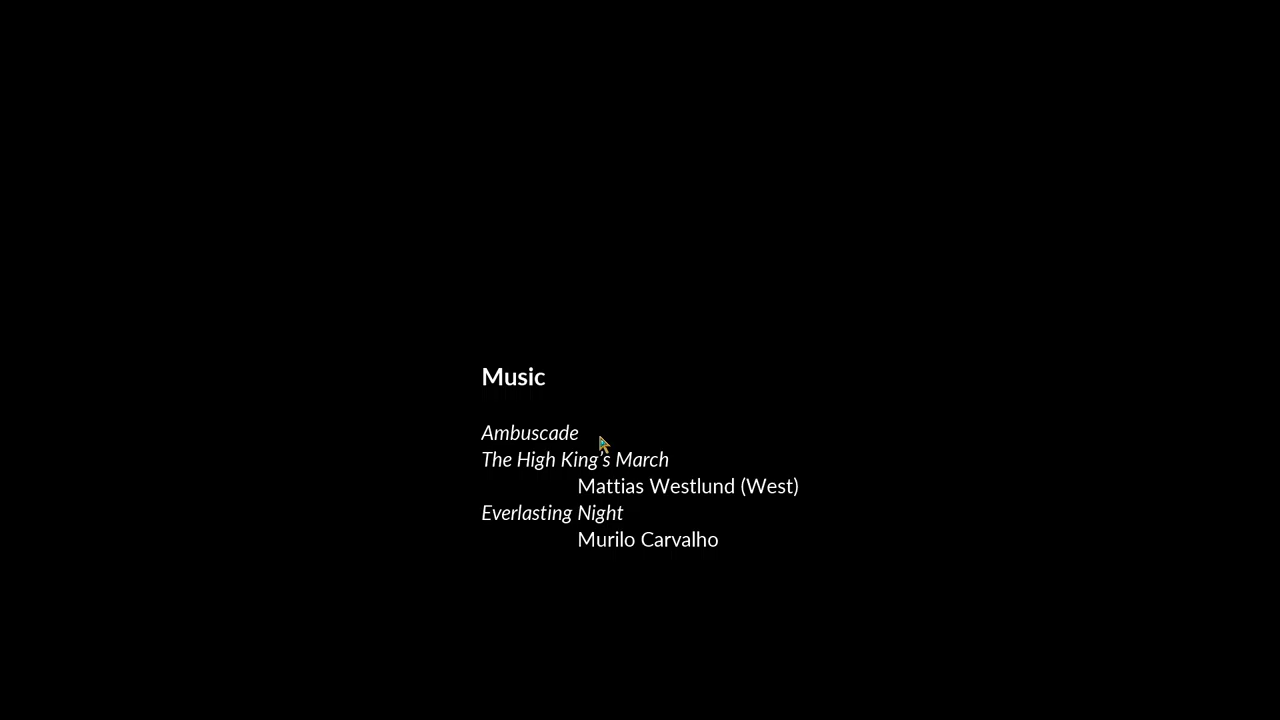 Music
Ambuscade
The High King's March
Mattias Westlund (West)
Everlasting Night
Murilo Carvalho